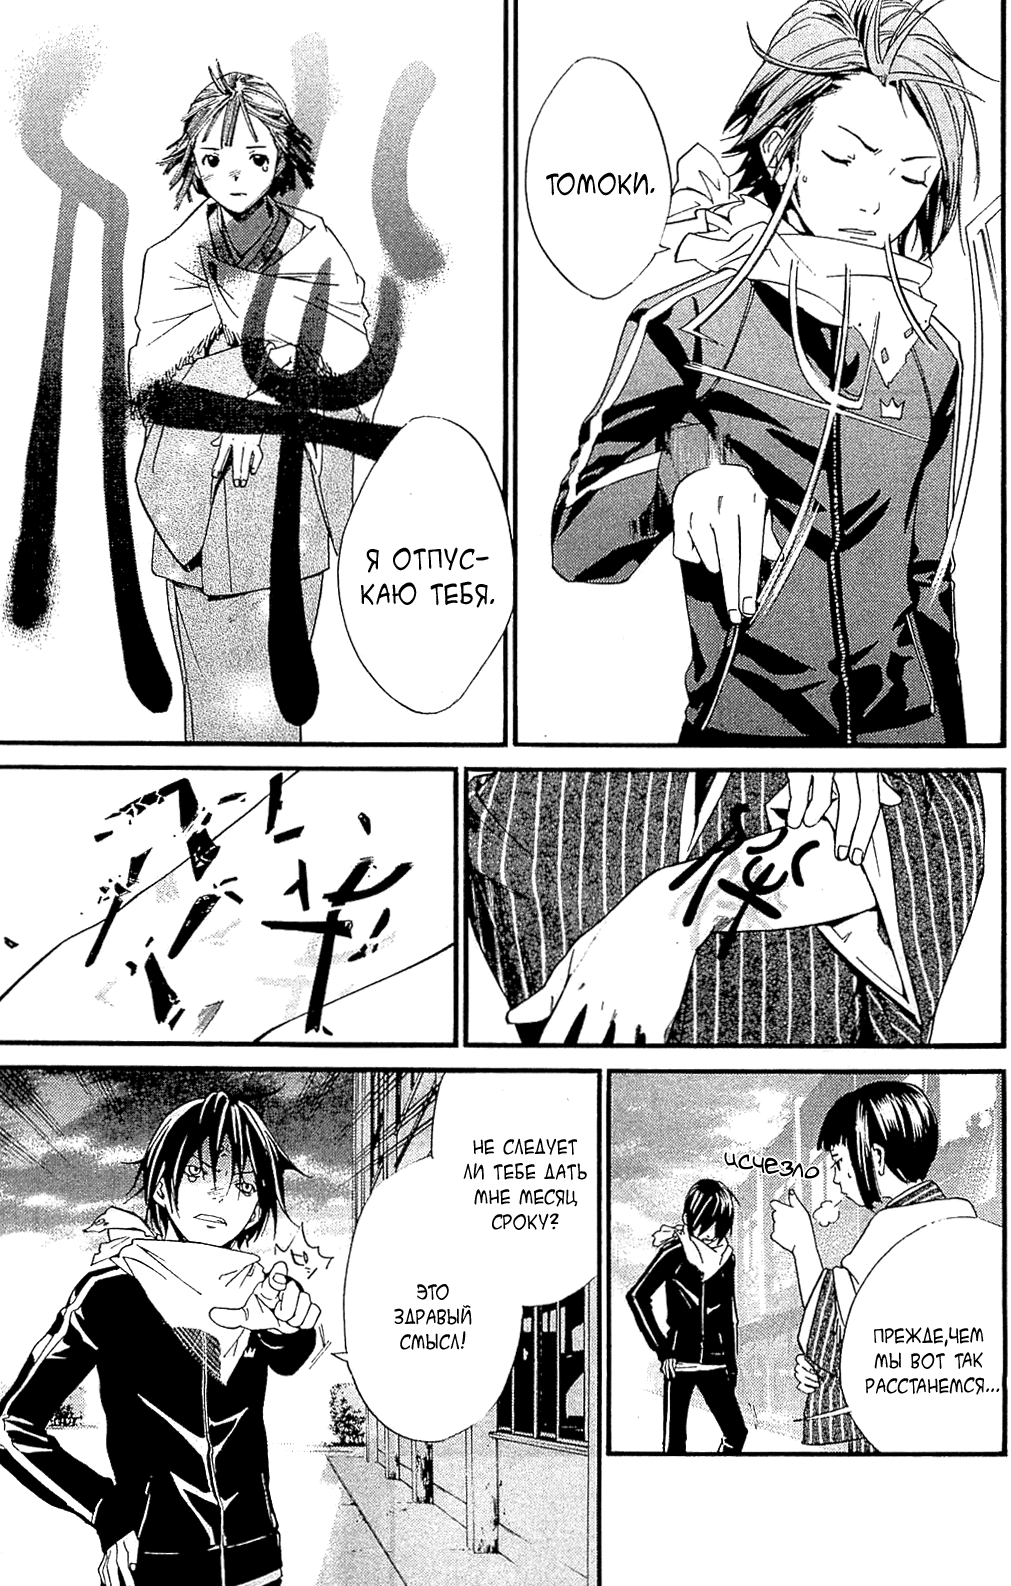 ТОМОКИ.
Я ОТПУС-
КАЮ ТЕБЯ.
исчезло
ПРЕЖДЕ,ЧЕМ
МЫ ВОТ ТАК
РАССТАНЕМСЯ...
НЕ СЛЕДУЕТ
ЛИ ТЕБЕ ДАТЬ
МНЕ МЕСЯЦ
СРОКУ?
ЭТО
ЗДРАВЫЙ
СМЫСЛ!